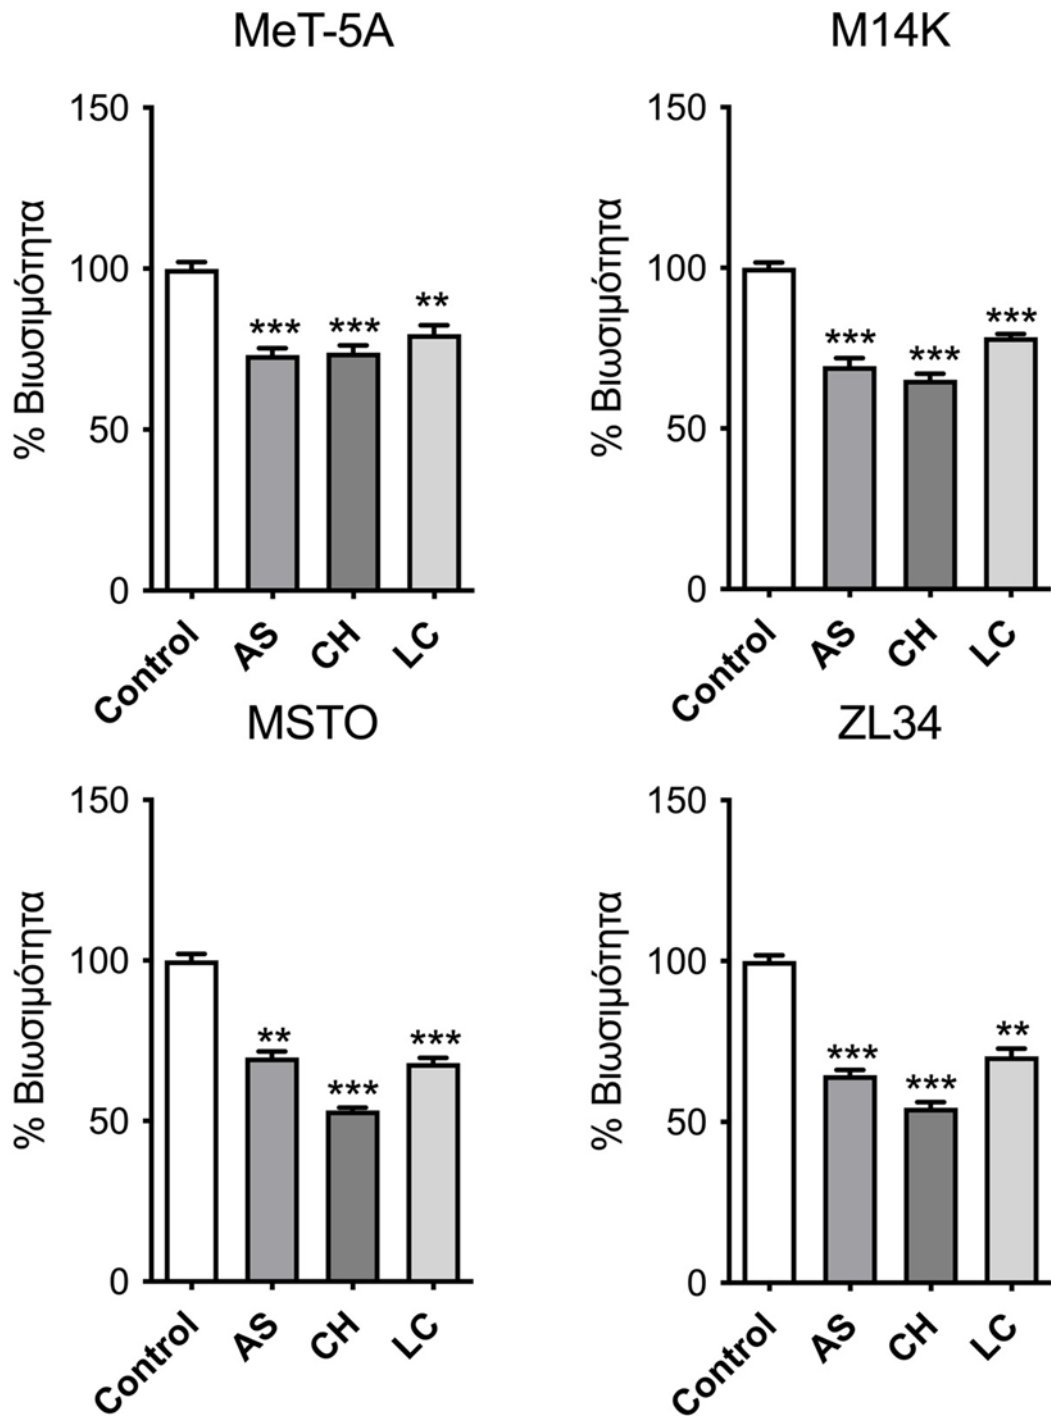 MeT-5A
% Βιωσιμότητα
150
100
50
0
***
***
**
Control
AS
CH
LC
M14K
% Βιωσιμότητα
150
100
50
0
***
***
***
Control
AS
CH
LC
MSTO
% Βιωσιμότητα
150
100
50
0
**
***
***
Control
AS
CH
LC
ZL34
% Βιωσιμότητα
150
100
50
0
***
***
**
Control
AS
CH
LC